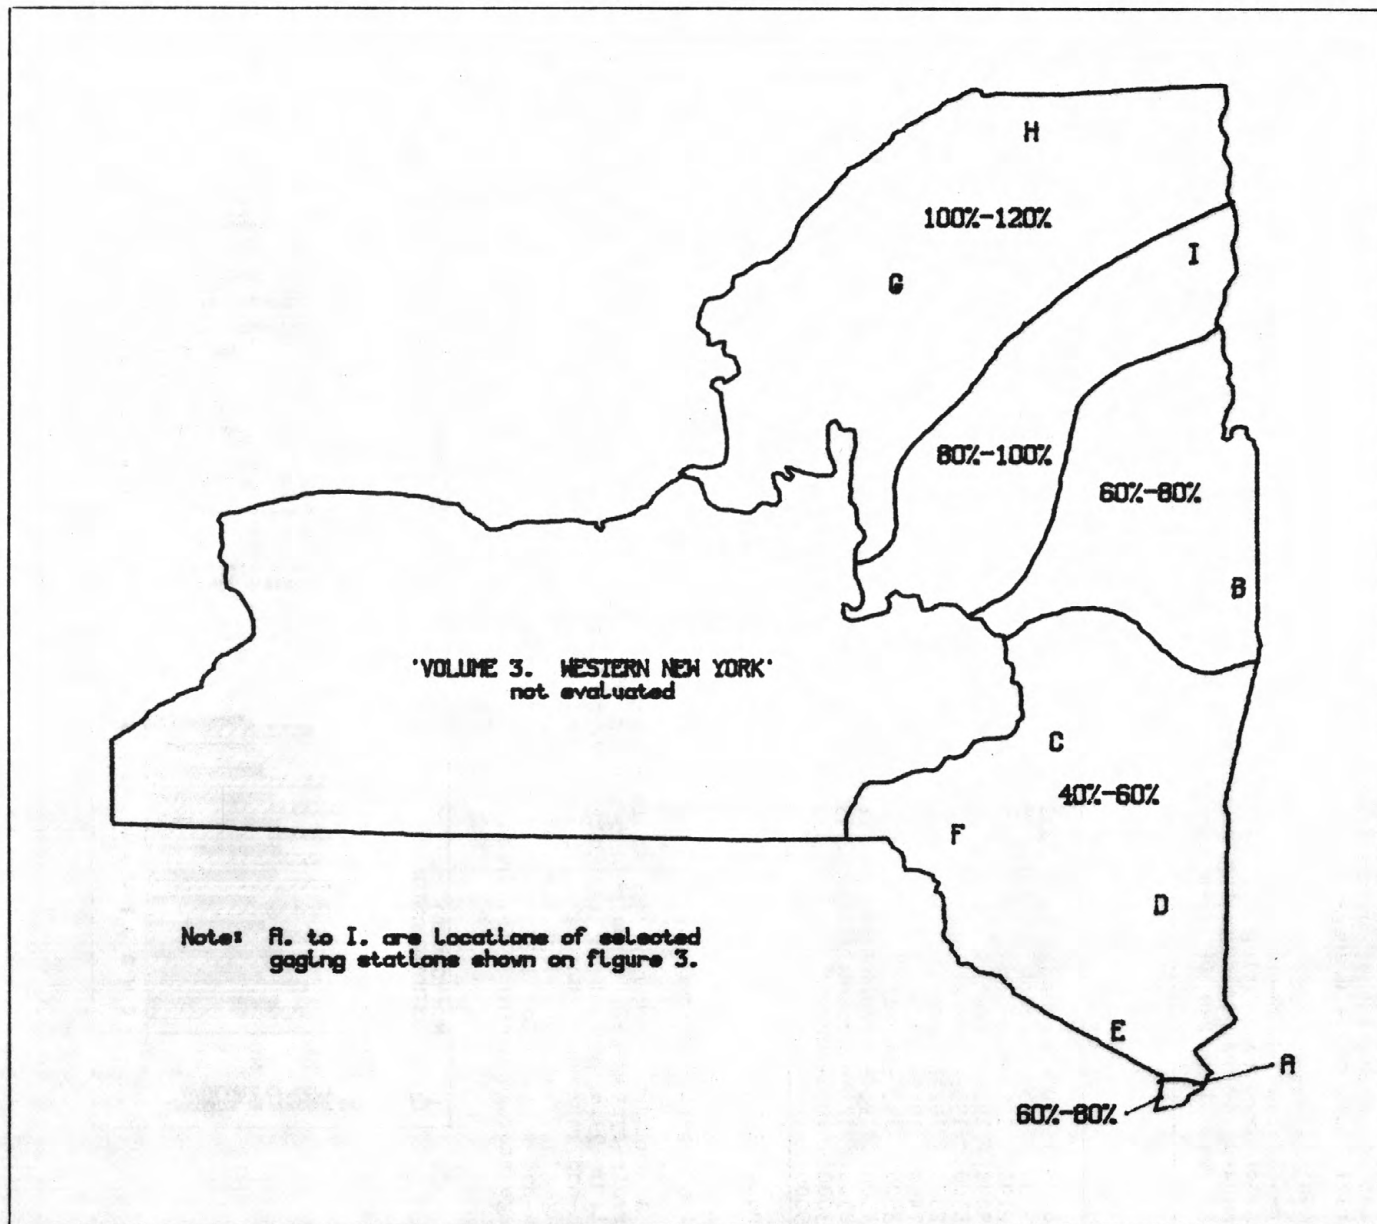 H
100%-120%
I
G
80%-100%
60%-80%
B
'VOLUME 3. WESTERN NEW YORK'
not evaluated
C
40%-60%
F
D
Note: A. to I. are locations of selected
gaging stations shown on figure 3.
E
A
60%-80%